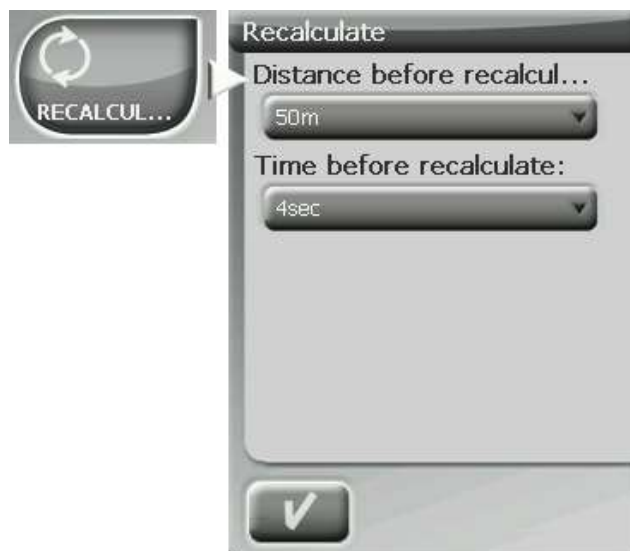 RECALCUL...
Recalculate
Distance before recalcul...
50m
Time before recalculate:
4sec